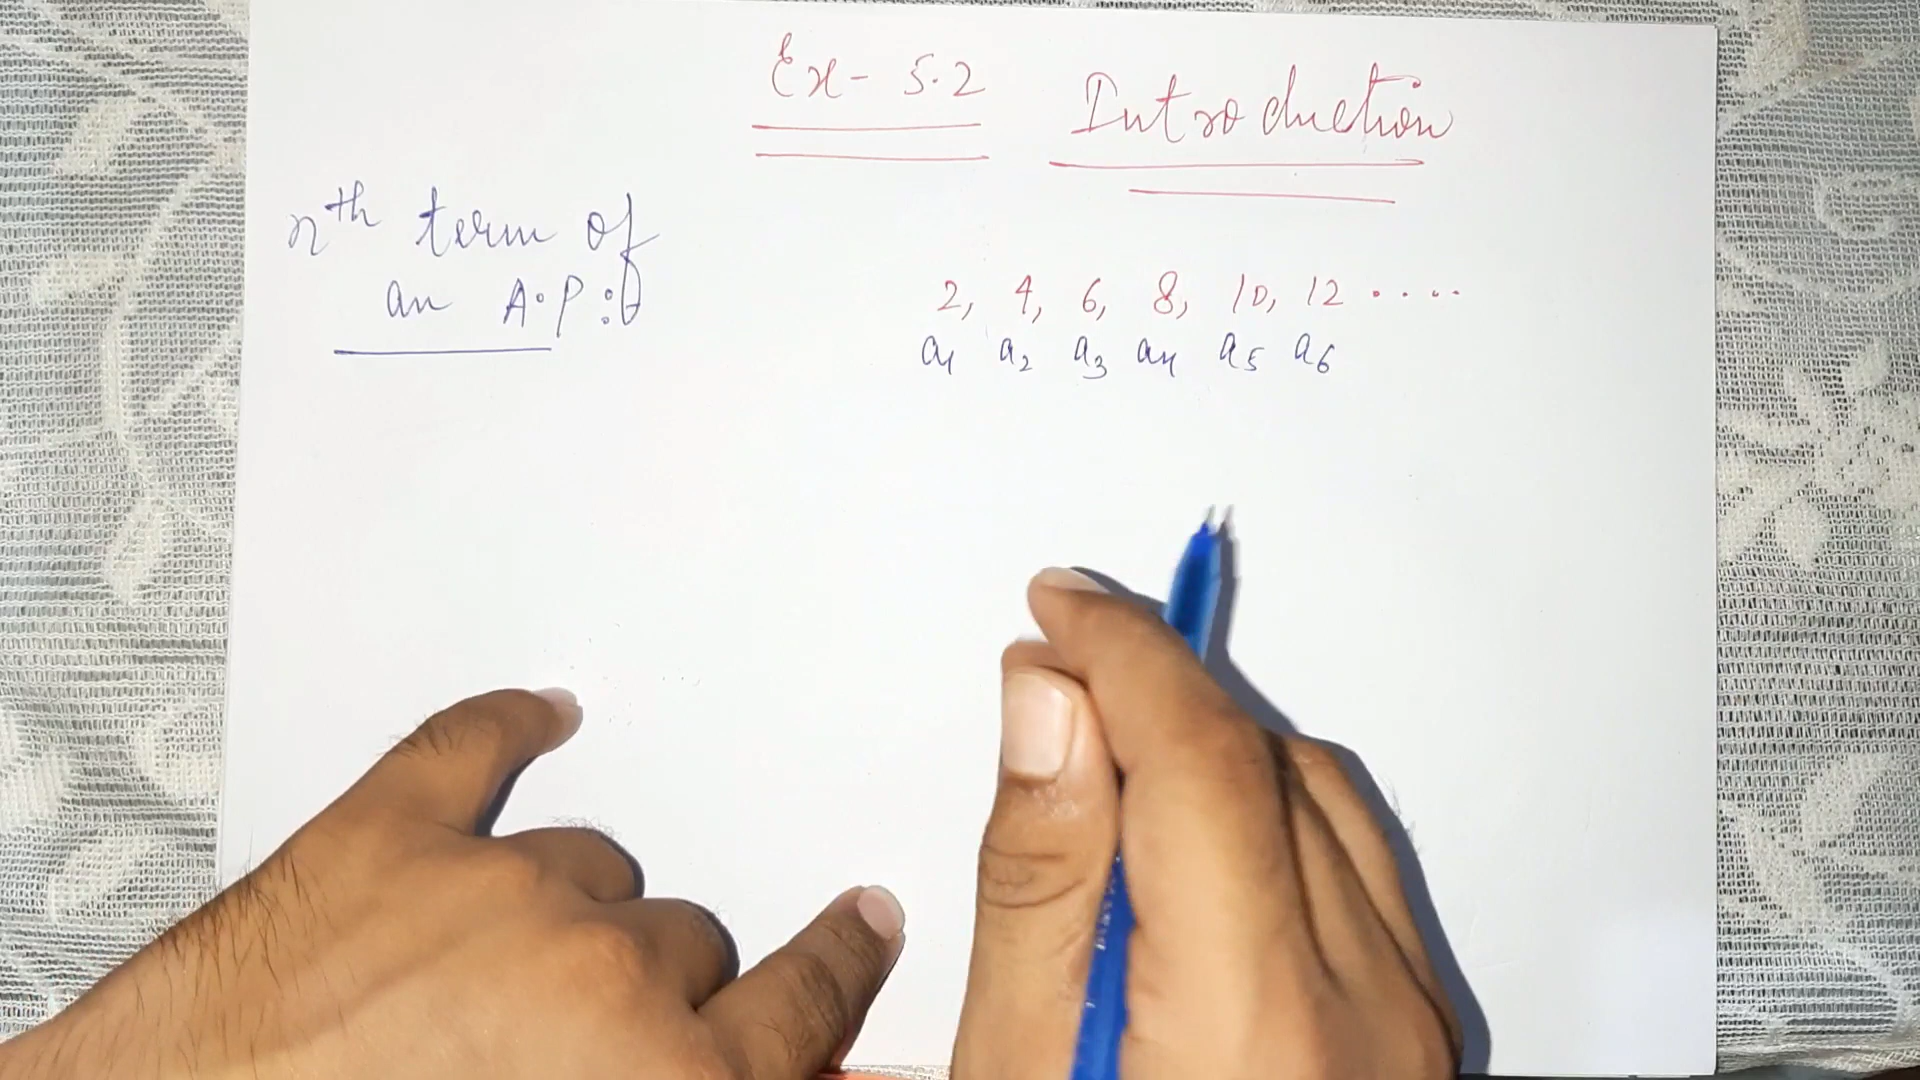 Ex- 5.2 Introduction
nth term of
an A.P:
2, 4, 6, 8, 10, 12 ....
a1 a2 a3 a4 a5 a6